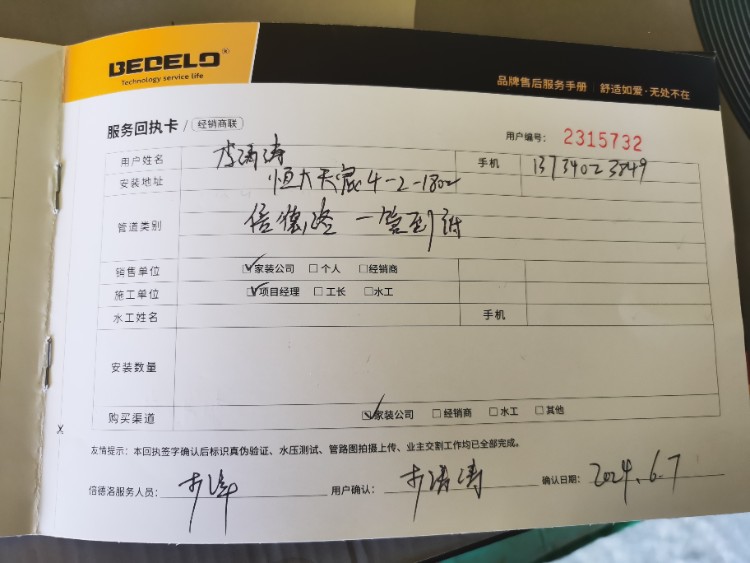 BEDELO®
Technology service life
品牌售后服务手册 | 舒适如爱·无处不在
服务回执卡 / 经销商联
用户编号: 2315732
用户姓名 李涛 手机 13734023849
安装地址 恒大天宸4-2-1802
管道类别 倍德洛 一管到订
销售单位 ☑家装公司 □个人 □经销商
施工单位 ☑项目经理 □工长 □水工
水工姓名 手机
安装数量
购买渠道 ☑家装公司 □经销商 □水工 □其他
友情提示: 本回执签字确认后标识真伪验证、水压测试、管路图拍摄上传、业主交割工作均已全部完成。
倍德洛服务人员: 用户确认: 涛 确认日期: 2024.6.7